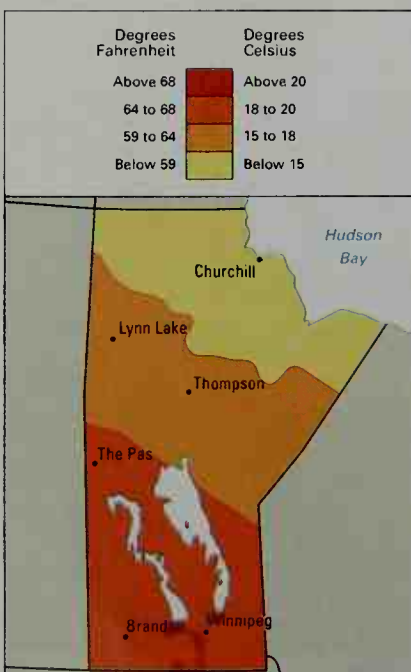 Degrees Fahrenheit
Degrees Celsius
Above 68
Above 20
64 to 68
18 to 20
59 to 64
15 to 18
Below 59
Below 15
Hudson
Bay
Churchill
Lynn Lake
Thompson
The Pas
Winnipeg